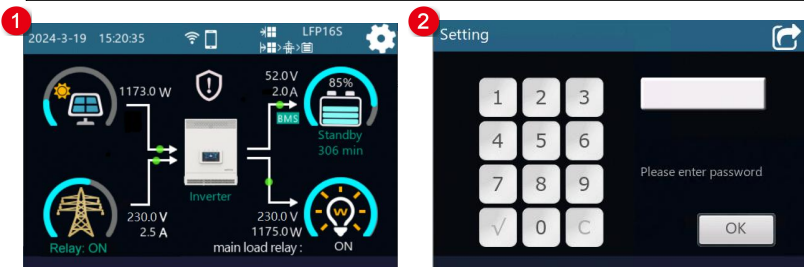 1
2024-3-19 15:20:35 LFP16S
1173.0 W
52.0 V
2.0 A
BMS
85%
Standby
306 min
Inverter
230.0 V
2.5 A
Relay: ON
230.0 V
1175.0 W
main load relay :
W
ON
2
Setting
1 2 3
4 5 6
7 8 9
√ 0 C
Please enter password
OK